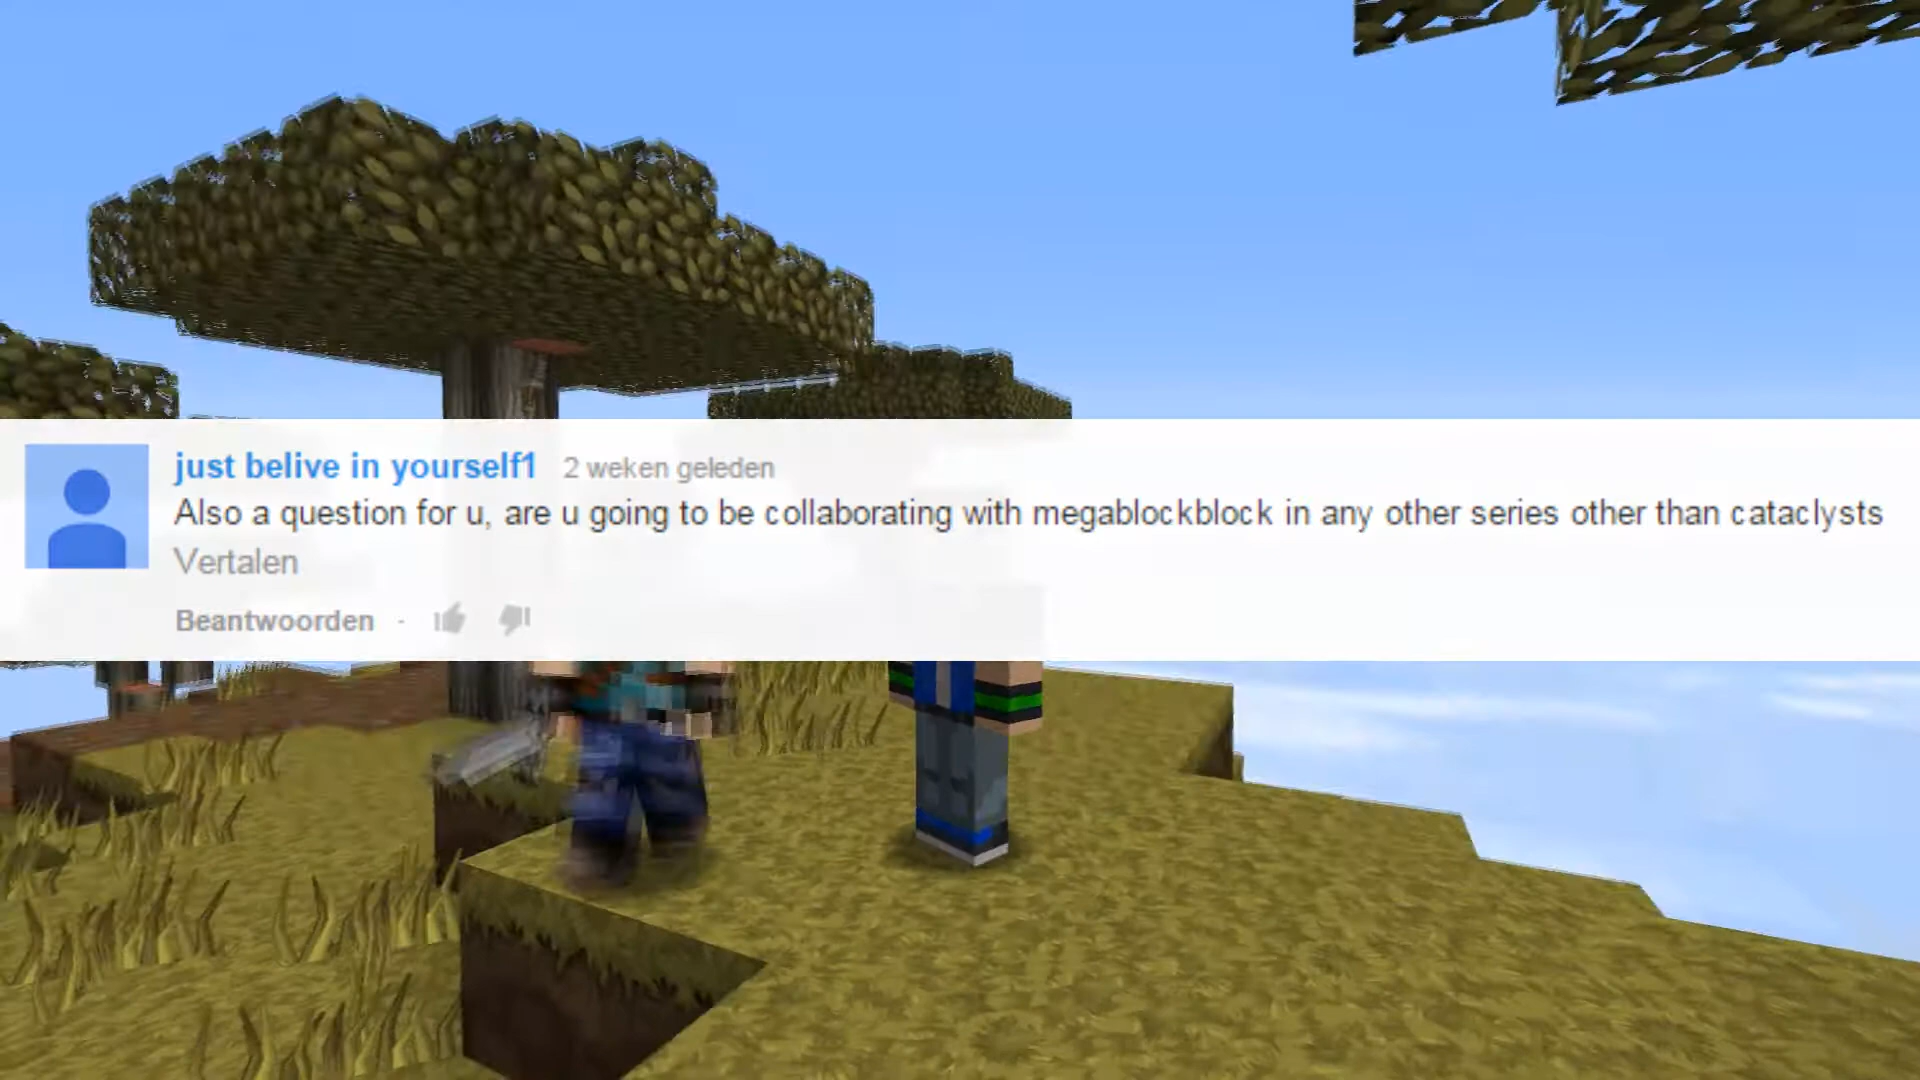 just belive in yourself1 2 weken geleden
Also a question for u, are u going to be collaborating with megablockblock in any other series other than cataclysts
Vertalen
Beantwoorden ·